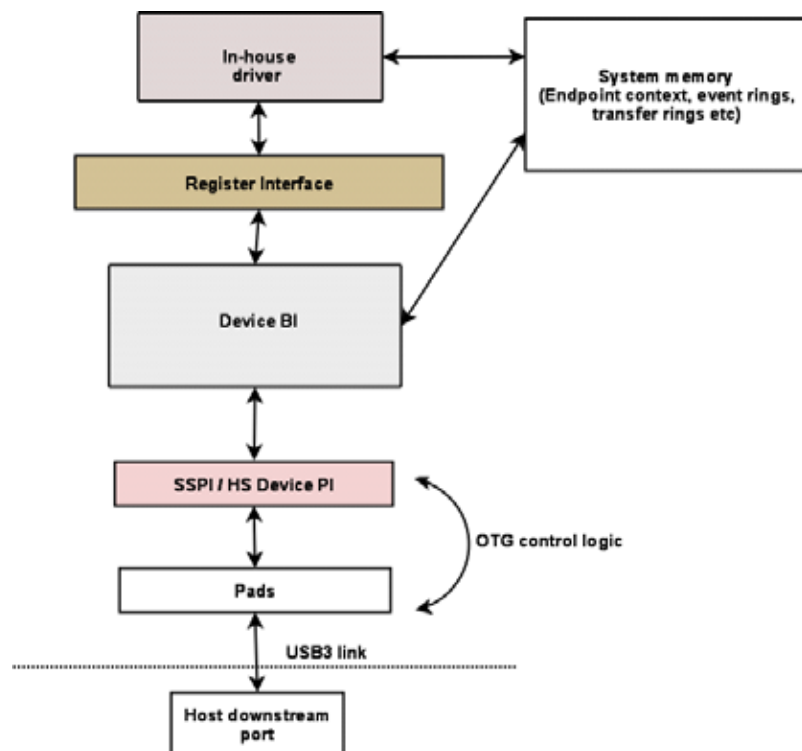 In-house
driver
System memory
(Endpoint context, event rings,
transfer rings etc)
Register Interface
Device BI
SSPI / HS Device PI
OTG control logic
Pads
USB3 link
Host downstream
port